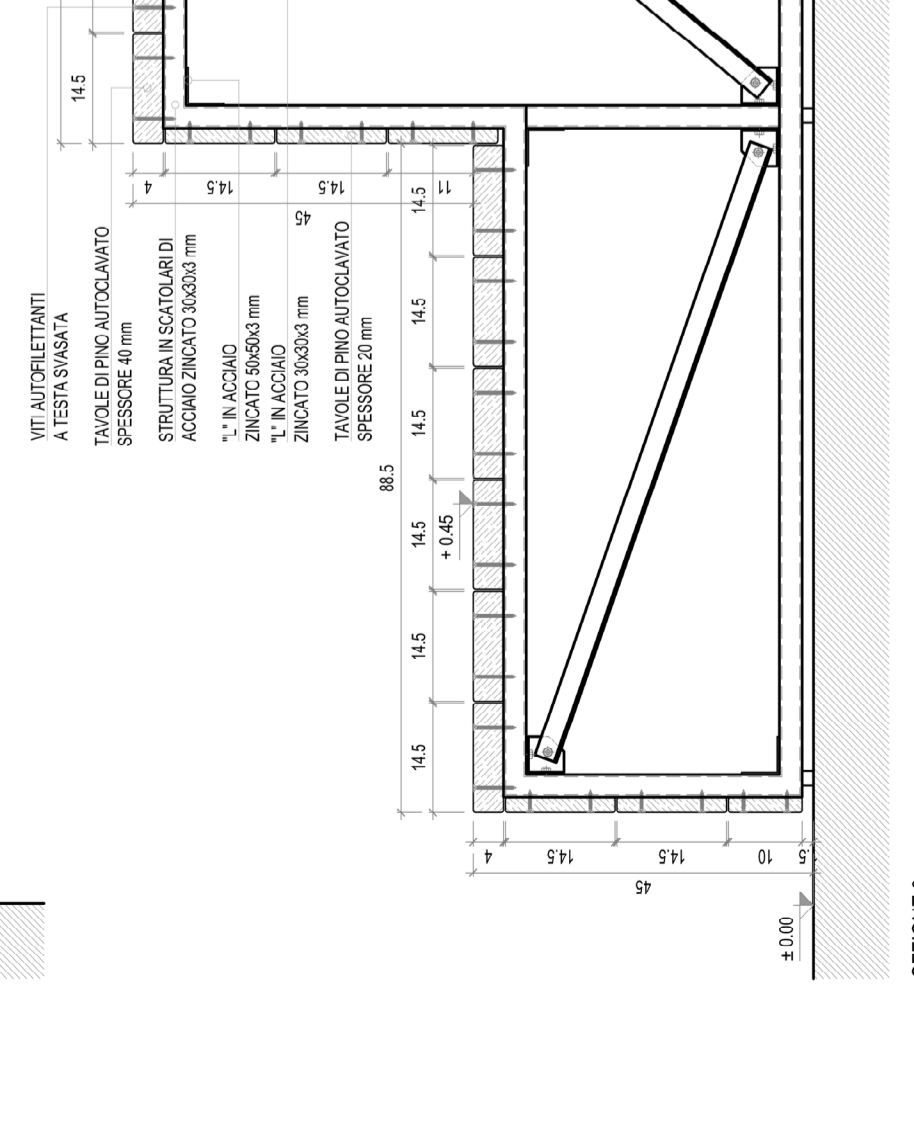 VITI AUTOFILETTANTI
A TESTA SVASATA
TAVOLE DI PINO AUTOCLAVATO
SPESSORE 40 mm
STRUTTURA IN SCATOLARI DI
ACCIAIO ZINCATO 30x30x3 mm
"L" IN ACCIAIO
ZINCATO 50x50x3 mm
"L" IN ACCIAIO
ZINCATO 30x30x3 mm
TAVOLE DI PINO AUTOCLAVATO
SPESSORE 20 mm
14.5
4
14.5
14.5
11
45
88.5
14.5
14.5
14.5
14.5
14.5
14.5
+ 0.45
4
14.5
14.5
10
45
± 0.00